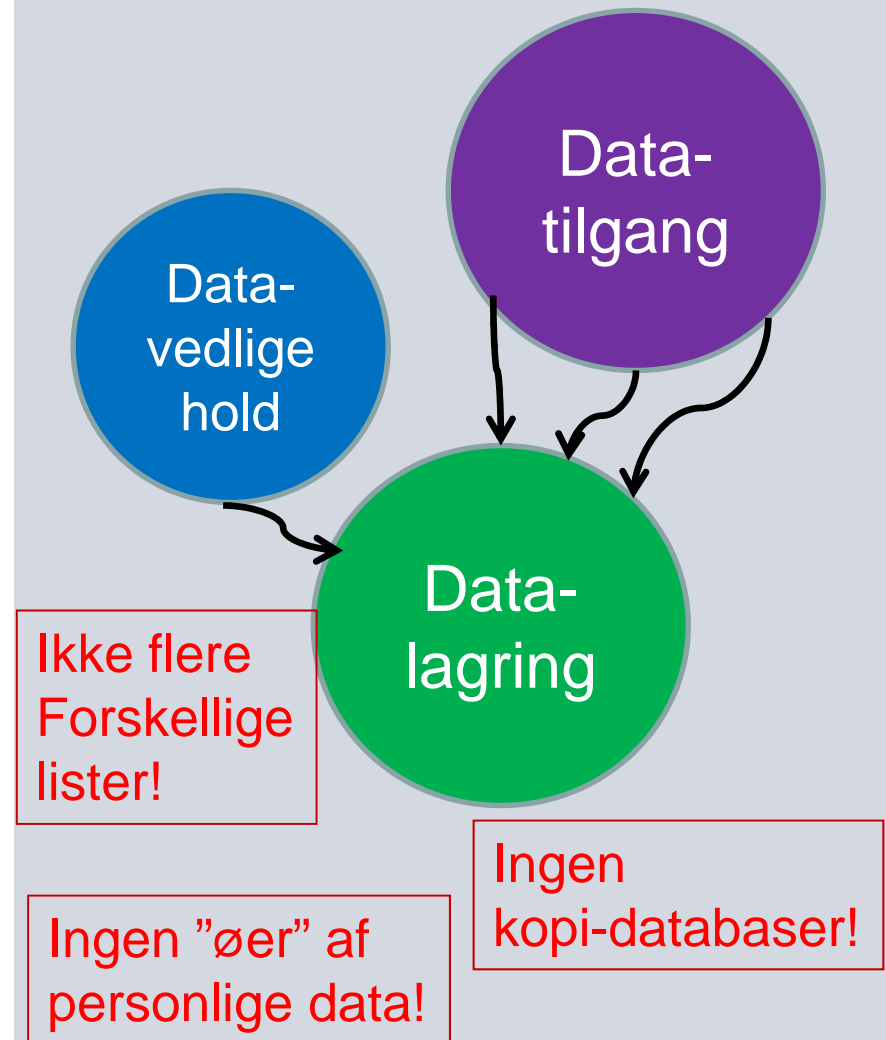 Data-
tilgang
Data-
vedlige
hold
Data-
lagring
Ikke flere
Forskellige
lister!
Ingen
kopi-databaser!
Ingen ”øer” af
personlige data!